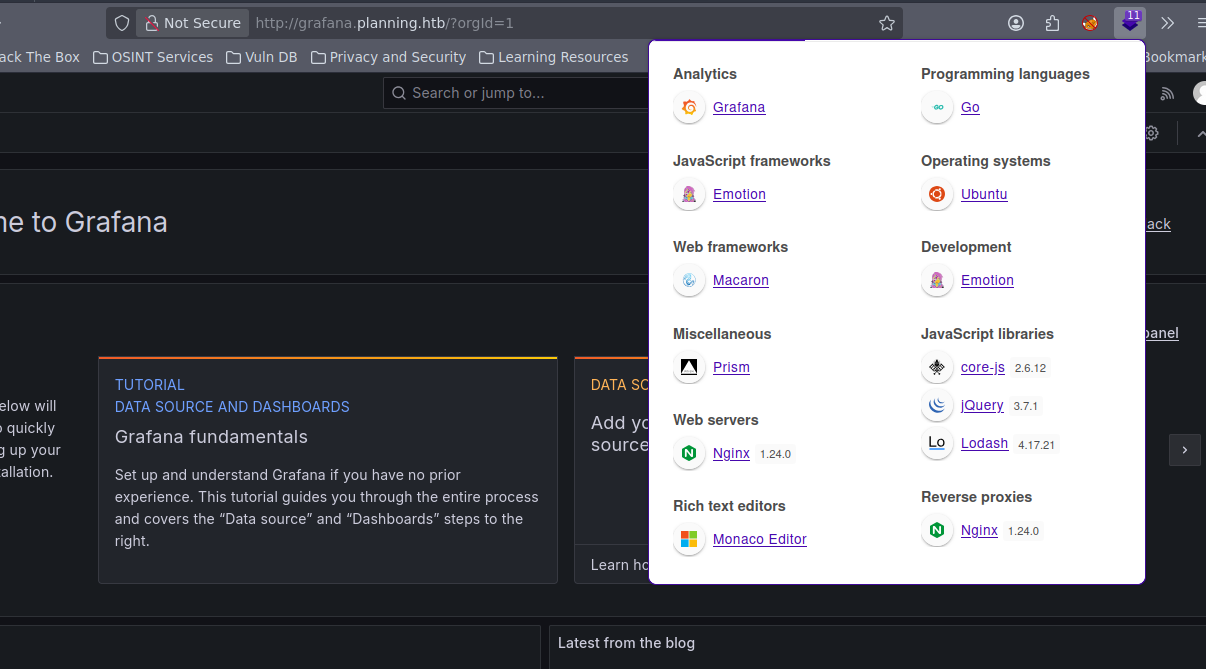 Not Secure http://grafana.planning.htb/?orgId=1
11
ack The Box OSINT Services Vuln DB Privacy and Security Learning Resources
Bookmark
Search or jump to...
ne to Grafana
ack
panel
elow will
o quickly
g up your
tallation.
TUTORIAL
DATA SOURCE AND DASHBOARDS
Grafana fundamentals
Set up and understand Grafana if you have no prior
experience. This tutorial guides you through the entire process
and covers the “Data source” and “Dashboards” steps to the
right.
DATA SO
Add yo
source
Learn ho
Latest from the blog
Analytics
Grafana
JavaScript frameworks
Emotion
Web frameworks
Macaron
Miscellaneous
Prism
Web servers
Nginx 1.24.0
Rich text editors
Monaco Editor
Programming languages
GO
Go
Operating systems
Ubuntu
Development
Emotion
JavaScript libraries
core-js 2.6.12
jQuery 3.7.1
Lo
Lodash 4.17.21
Reverse proxies
Nginx 1.24.0